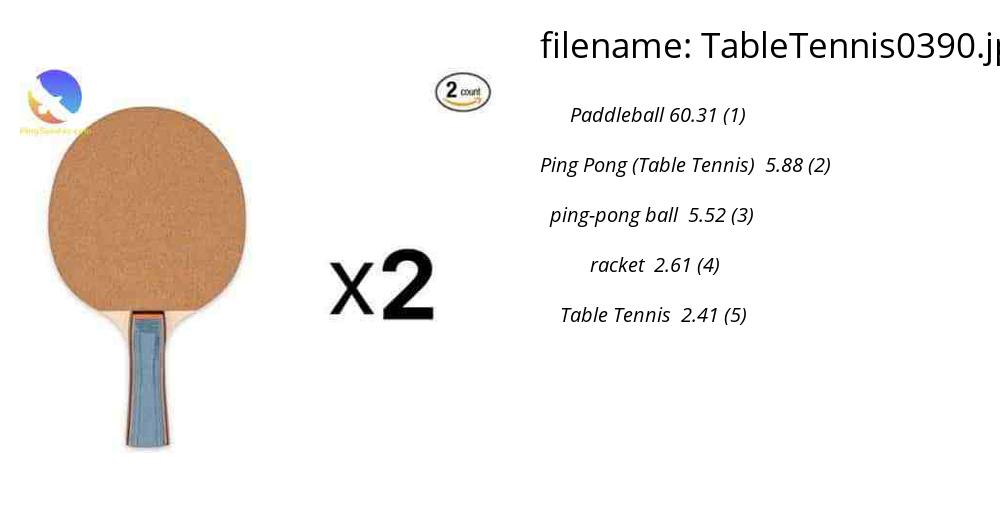 filename: TableTennis0390.jp
2 count
Paddleball 60.31 (1)
Ping Pong (Table Tennis) 5.88 (2)
ping-pong ball 5.52 (3)
x2
racket 2.61 (4)
Table Tennis 2.41 (5)